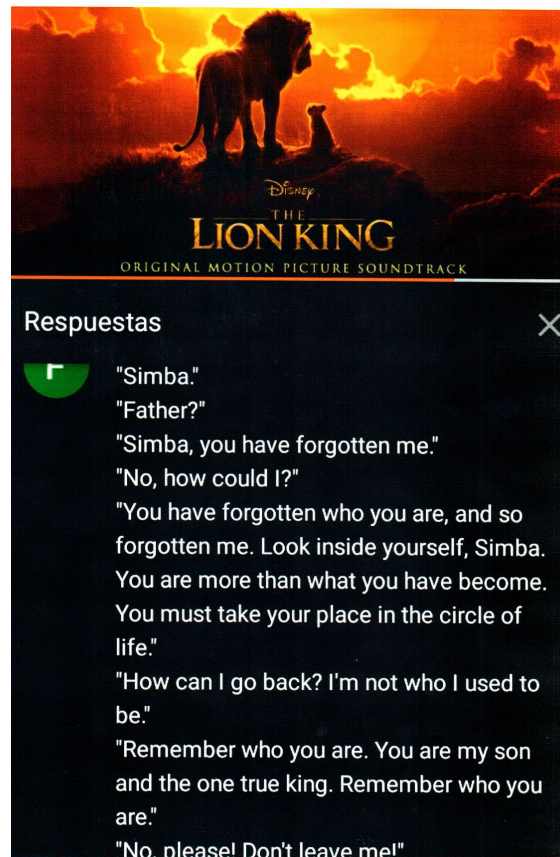 Disney
THE
LION KING
ORIGINAL MOTION PICTURE SOUNDTRACK
Respuestas
"Simba."
"Father?"
"Simba, you have forgotten me."
"No, how could I?"
"You have forgotten who you are, and so
forgotten me. Look inside yourself, Simba.
You are more than what you have become.
You must take your place in the circle of
life."
"How can I go back? I'm not who I used to
be."
"Remember who you are. You are my son
and the one true king. Remember who you
are."
"No, please! Don't leave me!"